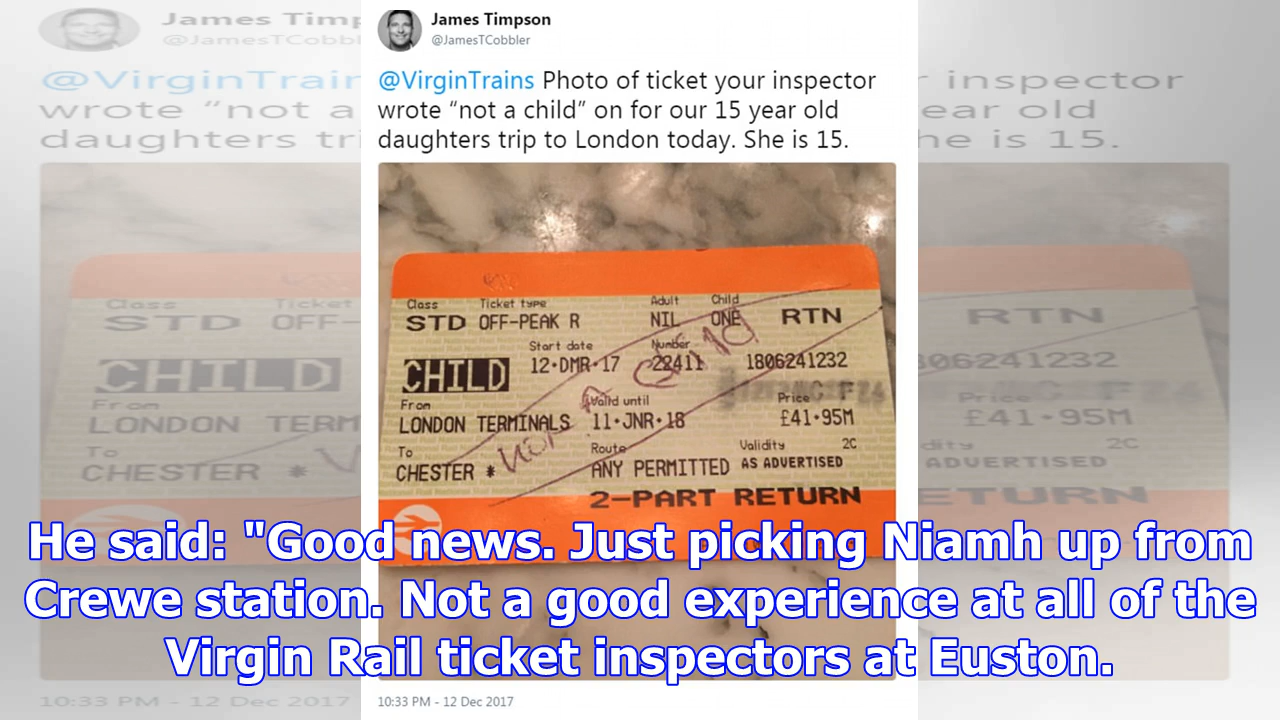 James Timpson
@JamesTCobbler
@VirginTrains Photo of ticket your inspector
wrote “not a child” on for our 15 year old
daughters trip to London today. She is 15.
Class Ticket type Adult Child
STD OFF-PEAK R NIL ONE RTN
Start date Number
CHILD 12·DMR·17 22411 1806241232
From Valid until Price
LONDON TERMINALS 11·JNR·18 £41·95M
To Route Validity 2C
CHESTER * ANY PERMITTED AS ADVERTISED
2-PART RETURN
NOT A
He said: "Good news. Just picking Niamh up from
Crewe station. Not a good experience at all of the
Virgin Rail ticket inspectors at Euston.
10:33 PM - 12 Dec 2017